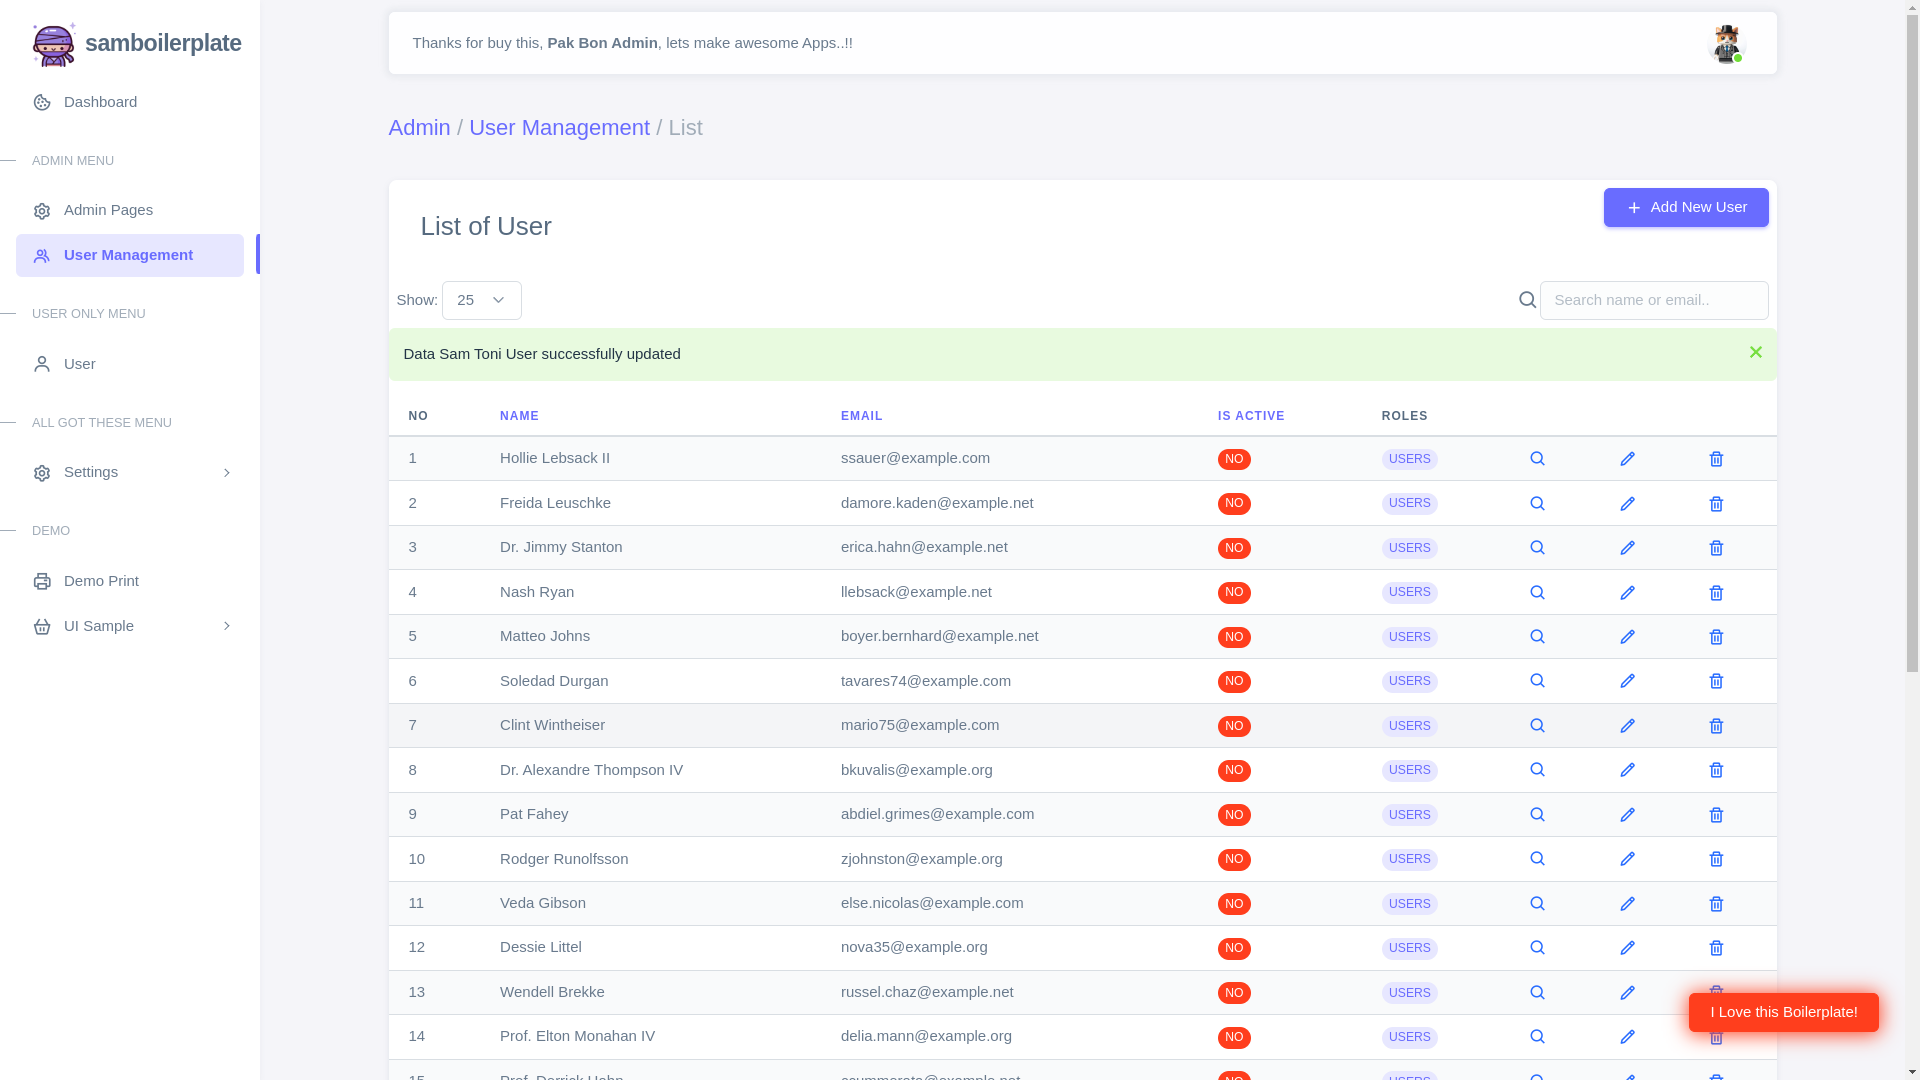 samboilerplate
Dashboard
ADMIN MENU
Admin Pages
User Management
USER ONLY MENU
User
ALL GOT THESE MENU
Settings
DEMO
Demo Print
UI Sample
Thanks for buy this, Pak Bon Admin, lets make awesome Apps..!!
Admin / User Management / List
List of User
Add New User
Show: 25
Search name or email..
Data Sam Toni User successfully updated
NO NAME EMAIL IS ACTIVE ROLES
1 Hollie Lebsack II ssauer@example.com NO USERS
2 Freida Leuschke damore.kaden@example.net NO USERS
3 Dr. Jimmy Stanton erica.hahn@example.net NO USERS
4 Nash Ryan llebsack@example.net NO USERS
5 Matteo Johns boyer.bernhard@example.net NO USERS
6 Soledad Durgan tavares74@example.com NO USERS
7 Clint Wintheiser mario75@example.com NO USERS
8 Dr. Alexandre Thompson IV bkuvalis@example.org NO USERS
9 Pat Fahey abdiel.grimes@example.com NO USERS
10 Rodger Runolfsson zjohnston@example.org NO USERS
11 Veda Gibson else.nicolas@example.com NO USERS
12 Dessie Littel nova35@example.org NO USERS
13 Wendell Brekke russel.chaz@example.net NO USERS
14 Prof. Elton Monahan IV delia.mann@example.org NO USERS
I Love this Boilerplate!
15 Prof. NO USERS